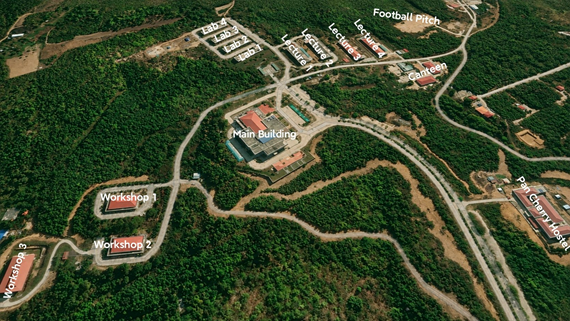 Football Pitch
Lab 4
Lab 3
Lab 2
Lab 1
Lecture 1
Lecture 2
Lecture 3
Lecture
Canteen
Main Building
Pan Cherry Hostel
Workshop 1
Workshop 2
Workshop 3